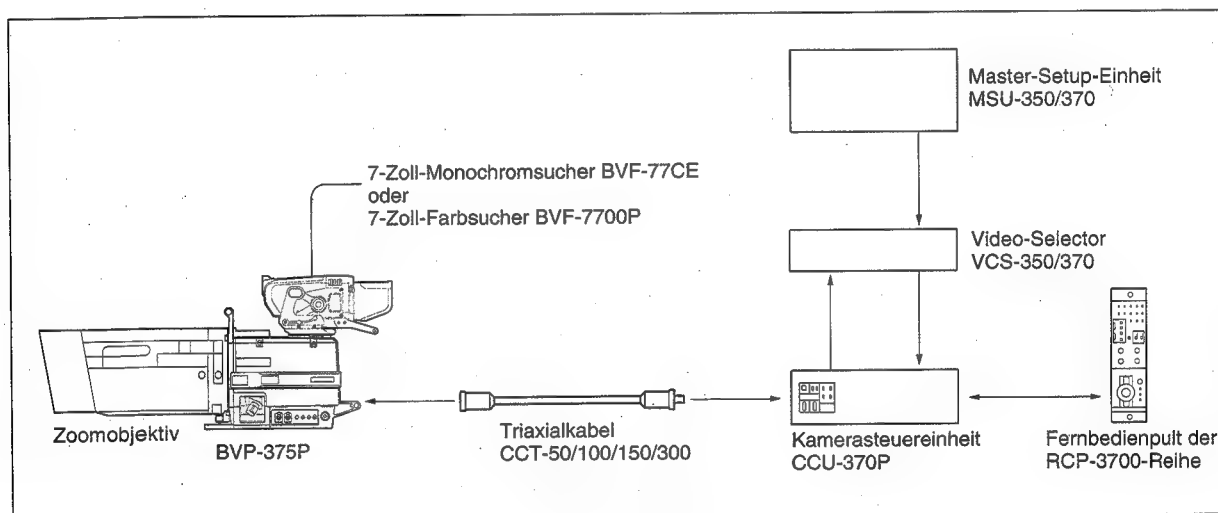 Master-Setup-Einheit
MSU-350/370
7-Zoll-Monochromsucher BVF-77CE
oder
7-Zoll-Farbsucher BVF-7700P
Video-Selector
VCS-350/370
Zoomobjektiv
BVP-375P
Triaxialkabel
CCT-50/100/150/300
Kamerasteuereinheit
CCU-370P
Fernbedienpult der
RCP-3700-Reihe